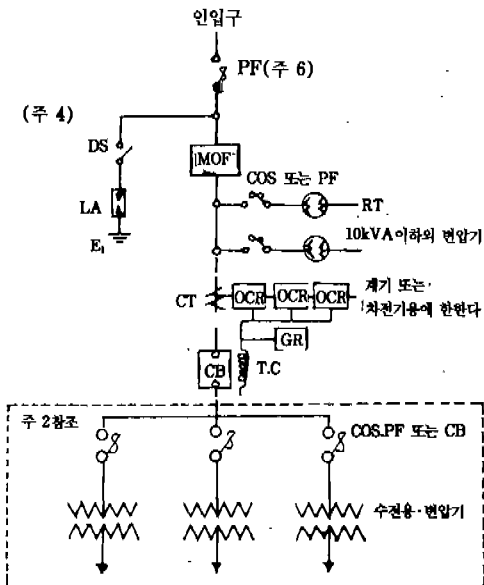 인입구
PF(주 6)
(주 4)
DS
MOF
COS 또는 PF
LA
RT
10kVA이하의 변압기
E₁
CT
OCR
OCR
OCR
계기 또는
차전기용에 한한다
GR
CB
T.C
주 2참조
COS.PF 또는 CB
수전용·변압기